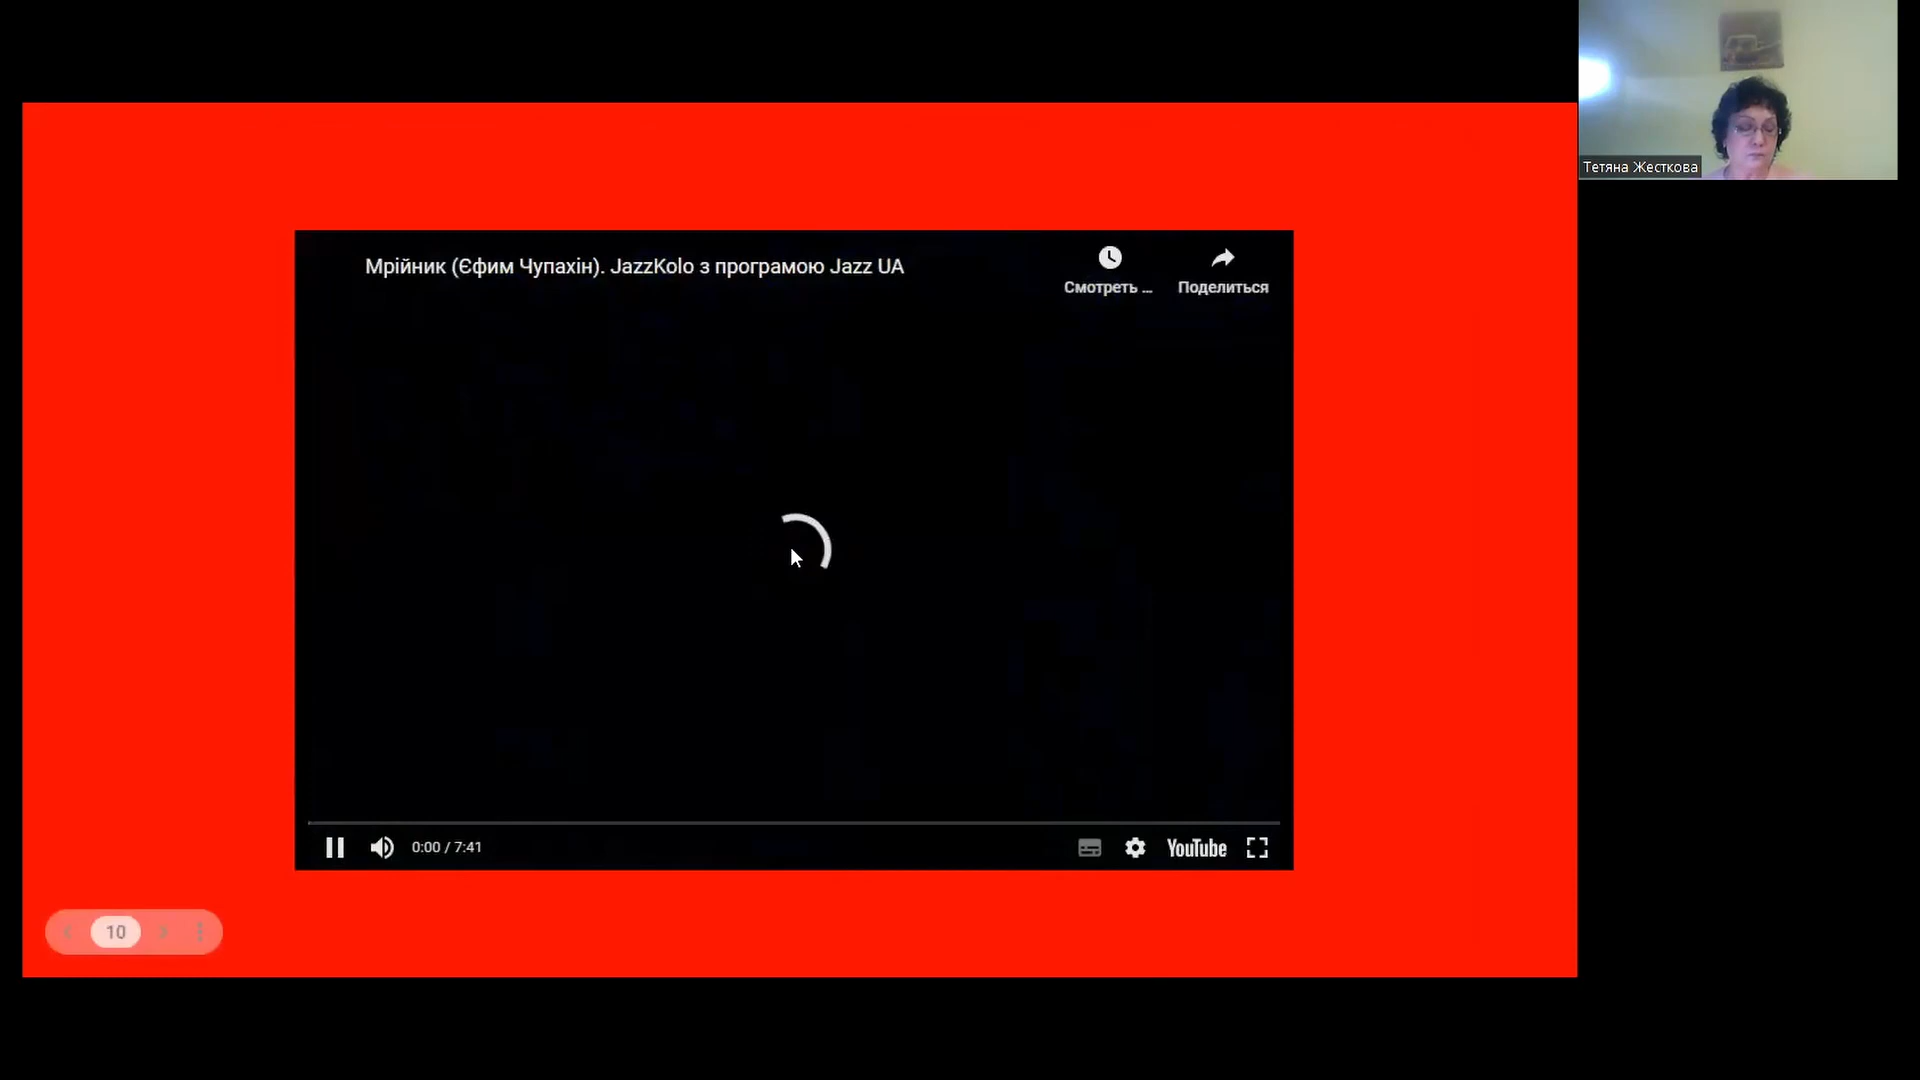 Тетяна Жесткова
Мрійник (Єфим Чупахін). JazzKolo з програмою Jazz UA
Смотреть ...
Поделиться
0:00 / 7:41
YouTube
10